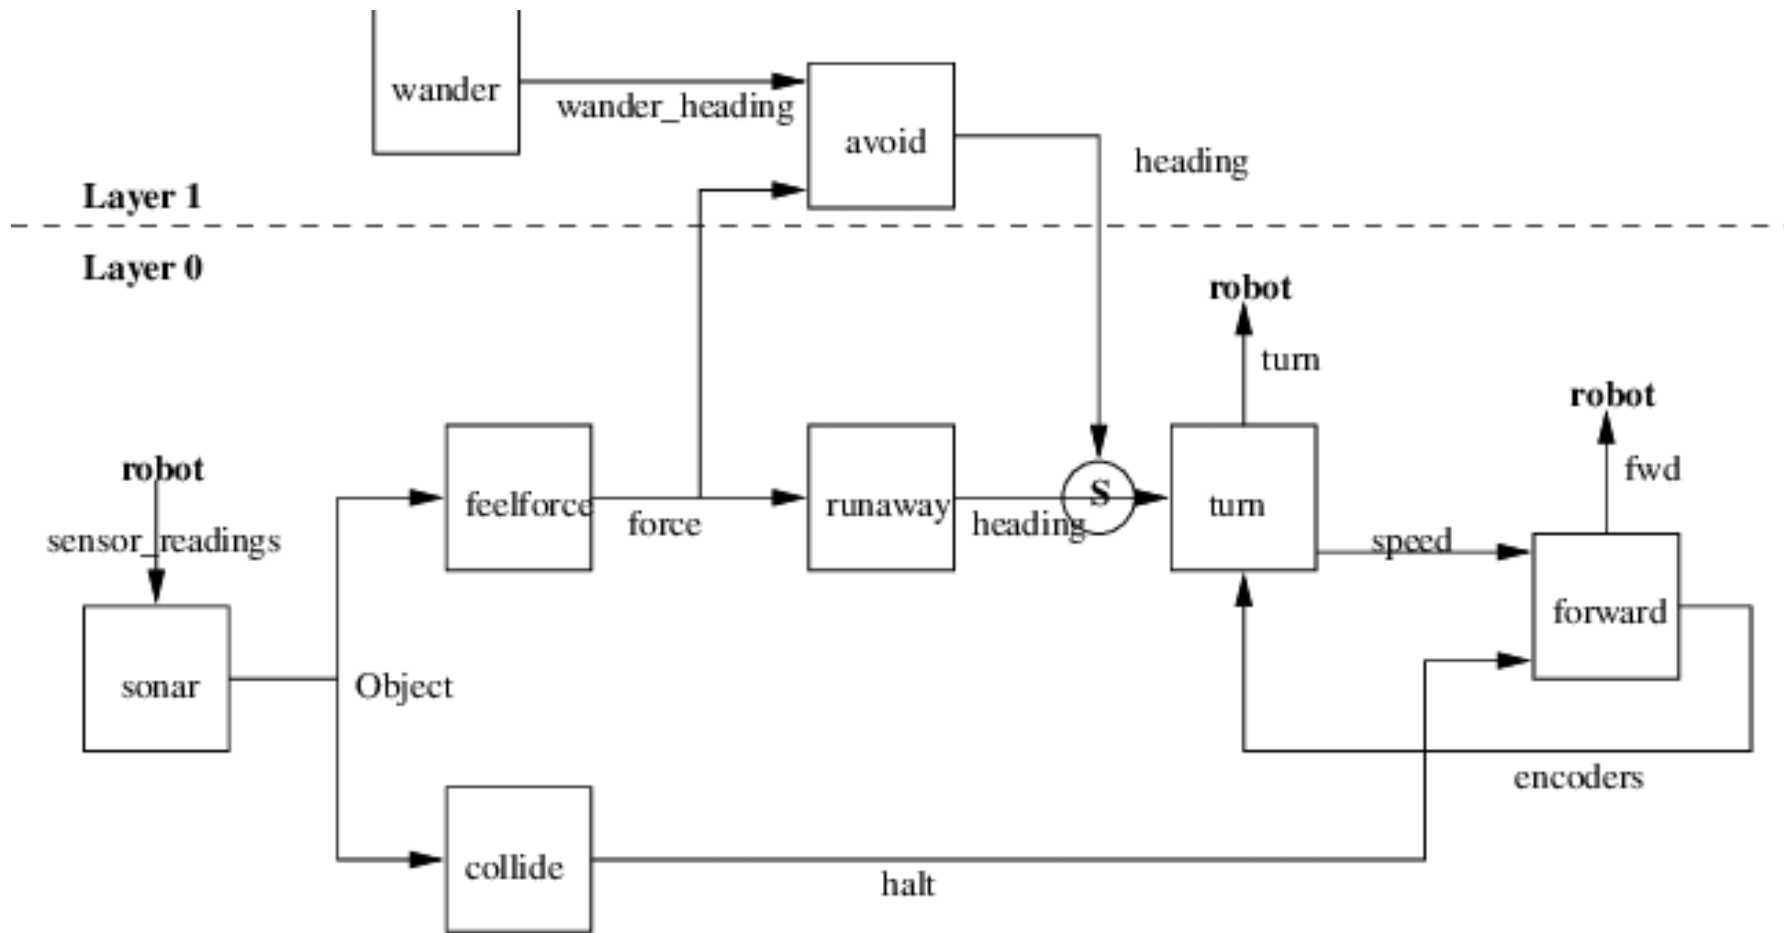 wander
wander_heading
avoid
heading
Layer 1
Layer 0
robot
turn
robot
fwd
robot
sensor_readings
feelforce
force
runaway
heading
S
turn
speed
forward
sonar
Object
encoders
collide
halt